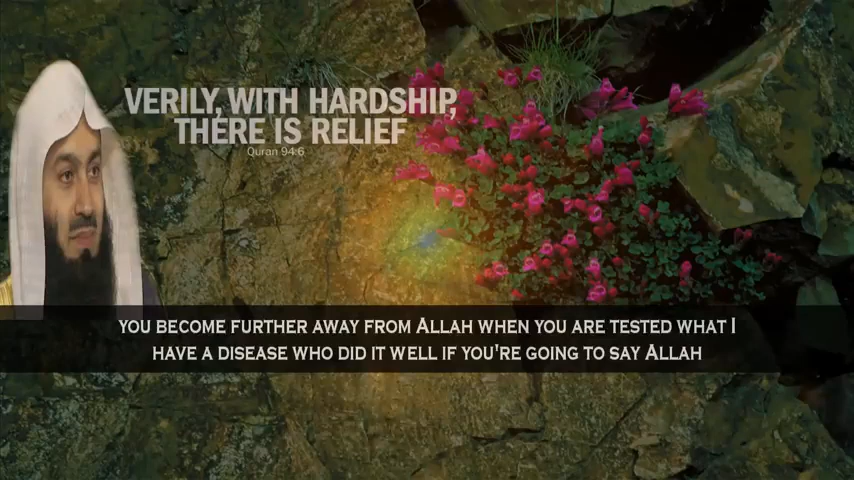 VERILY, WITH HARDSHIP,
THERE IS RELIEF
Quran 94:6
YOU BECOME FURTHER AWAY FROM ALLAH WHEN YOU ARE TESTED WHAT I
HAVE A DISEASE WHO DID IT WELL IF YOU'RE GOING TO SAY ALLAH